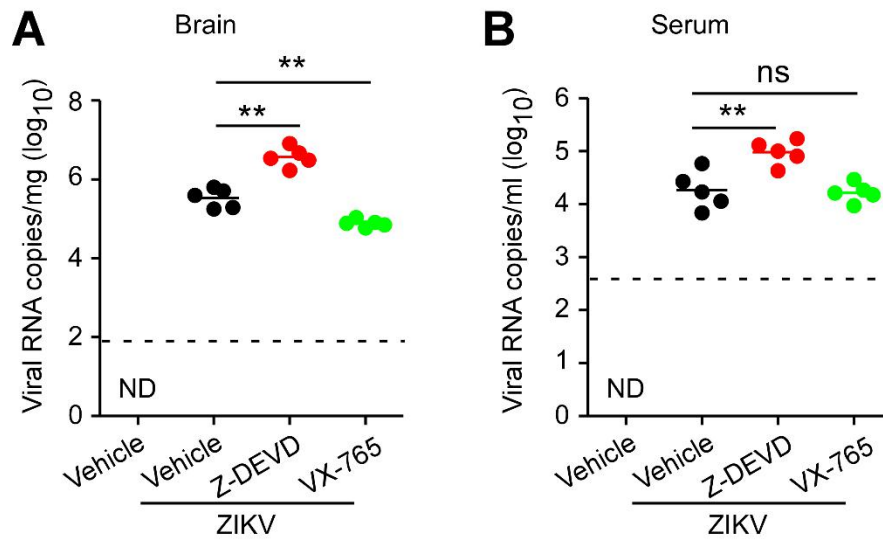 A
Brain
**
**
Viral RNA copies/mg (log10)
8
6
4
2
0
ND
Vehicle
Vehicle
Z-DEVD
VX-765
ZIKV
B
Serum
ns
**
Viral RNA copies/ml (log10)
6
5
4
3
2
1
0
ND
Vehicle
Vehicle
Z-DEVD
VX-765
ZIKV